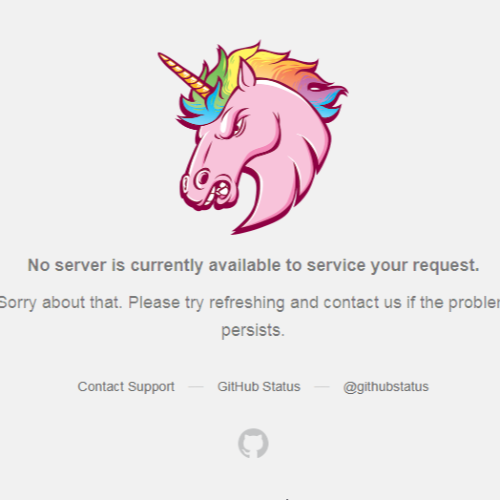 No server is currently available to service your request.
Sorry about that. Please try refreshing and contact us if the
persists.
Contact Support — GitHub Status — @githubstatus